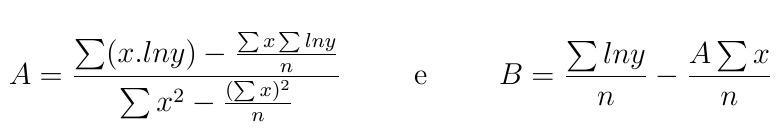 A = \frac{\sum(x.lny) - \frac{\sum x \sum lny}{n}}{\sum x^2 - \frac{(\sum x)^2}{n}} e B = \frac{\sum lny}{n} - \frac{A \sum x}{n}